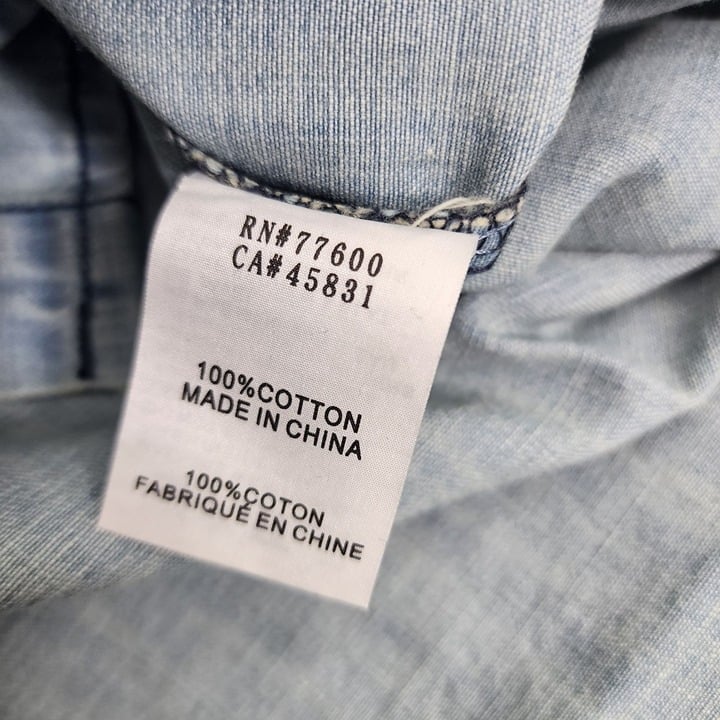 RN#77600
CA#45831
100%COTTON
MADE IN CHINA
100%COTON
FABRIQUÉ EN CHINE